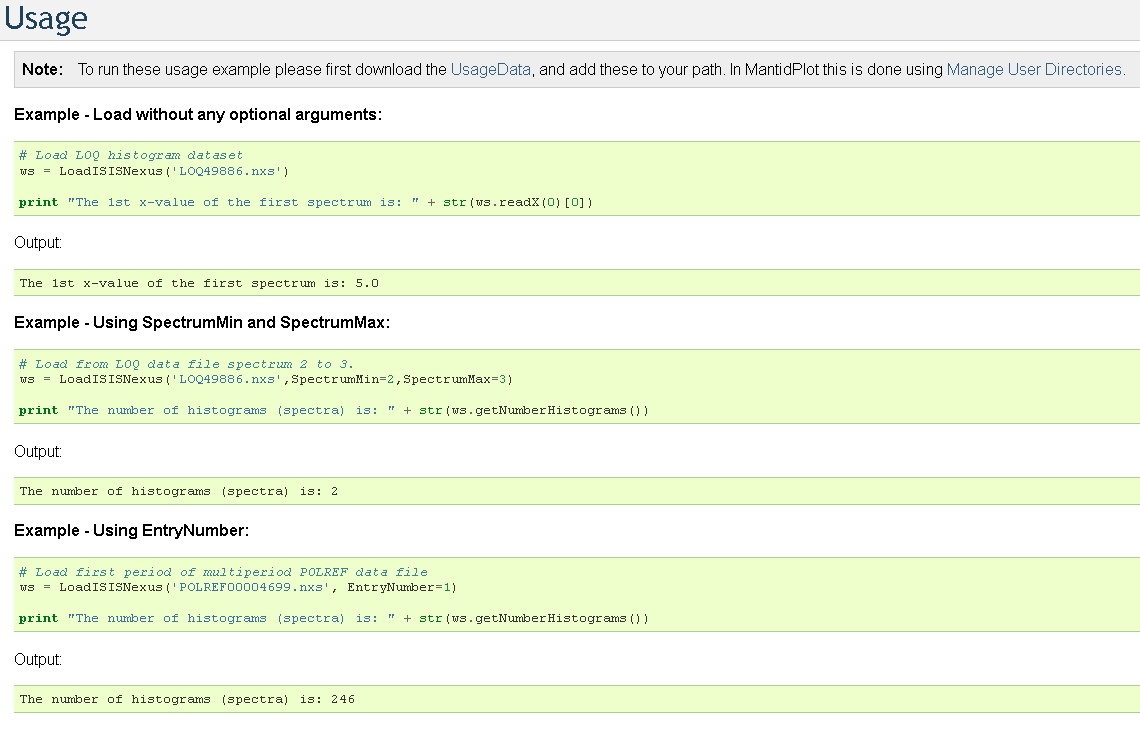 Usage
Note: To run these usage example please first download the UsageData, and add these to your path. In MantidPlot this is done using Manage User Directories.
Example - Load without any optional arguments:
# Load LOQ histogram dataset
ws = LoadISISNexus('LOQ49886.nxs')
print "The 1st x-value of the first spectrum is: " + str(ws.readX(0)[0])
Output:
The 1st x-value of the first spectrum is: 5.0
Example - Using SpectrumMin and SpectrumMax:
# Load from LOQ data file spectrum 2 to 3.
ws = LoadISISNexus('LOQ49886.nxs',SpectrumMin=2,SpectrumMax=3)
print "The number of histograms (spectra) is: " + str(ws.getNumberHistograms())
Output:
The number of histograms (spectra) is: 2
Example - Using EntryNumber:
# Load first period of multiperiod POLREF data file
ws = LoadISISNexus('POLREF00004699.nxs', EntryNumber=1)
print "The number of histograms (spectra) is: " + str(ws.getNumberHistograms())
Output:
The number of histograms (spectra) is: 246